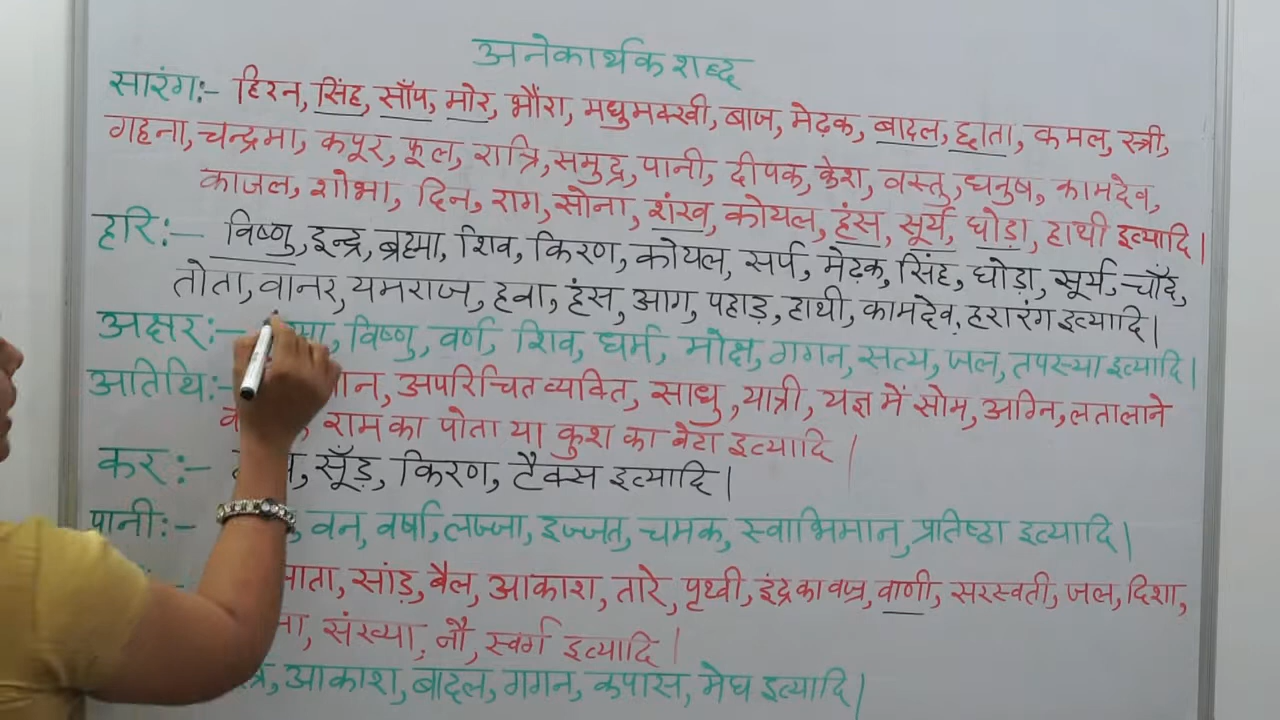 अनेकार्थक शब्द
सारंग:- हिरन, सिंह, साँप, मोर, भौंरा, मधुमक्खी, बाज, मेढ़क, बादल, छाता, कमल, स्त्री,
गहना, चन्द्रमा, कपूर, फूल, रात्रि, समुद्र, पानी, दीपक, केश, वस्तु, धनुष, कामदेव,
काजल, शोभा, दिन, राग, सोना, शंख, कोयल, हंस, सूर्य, घोड़ा, हाथी इत्यादि।
हरि:- विष्णु, इन्द्र, ब्रह्मा, शिव, किरण, कोयल, सर्प, मेढ़क, सिंह, घोड़ा, सूर्य, चाँद,
तोता, वानर, यमराज, हवा, हंस, आग, पहाड़, हाथी, कामदेव, हरारंग इत्यादि।
अक्षर:- विष्णु, वर्ण, शिव, धर्म, मोक्ष, गगन, सत्य, जल, तपस्या इत्यादि।
अतिथि:- अपरिचित व्यक्ति, साधु, यात्री, यज्ञ में सोम, अग्नि, लतालाने
राम का पोता या कुश का बेटा इत्यादि।
कर:- सूँड़, किरण, टैक्स इत्यादि।
पानी:- वन, वर्षा, लज्जा, इज्जत, चमक, स्वाभिमान, प्रतिष्ठा इत्यादि।
माता, सांड़, बैल, आकाश, तारे, पृथ्वी, इंद्र का वज्र, वाणी, सरस्वती, जल, दिशा,
संख्या, नौ, स्वर्ग इत्यादि।
आकाश, बादल, गगन, कपास, मेघ इत्यादि।